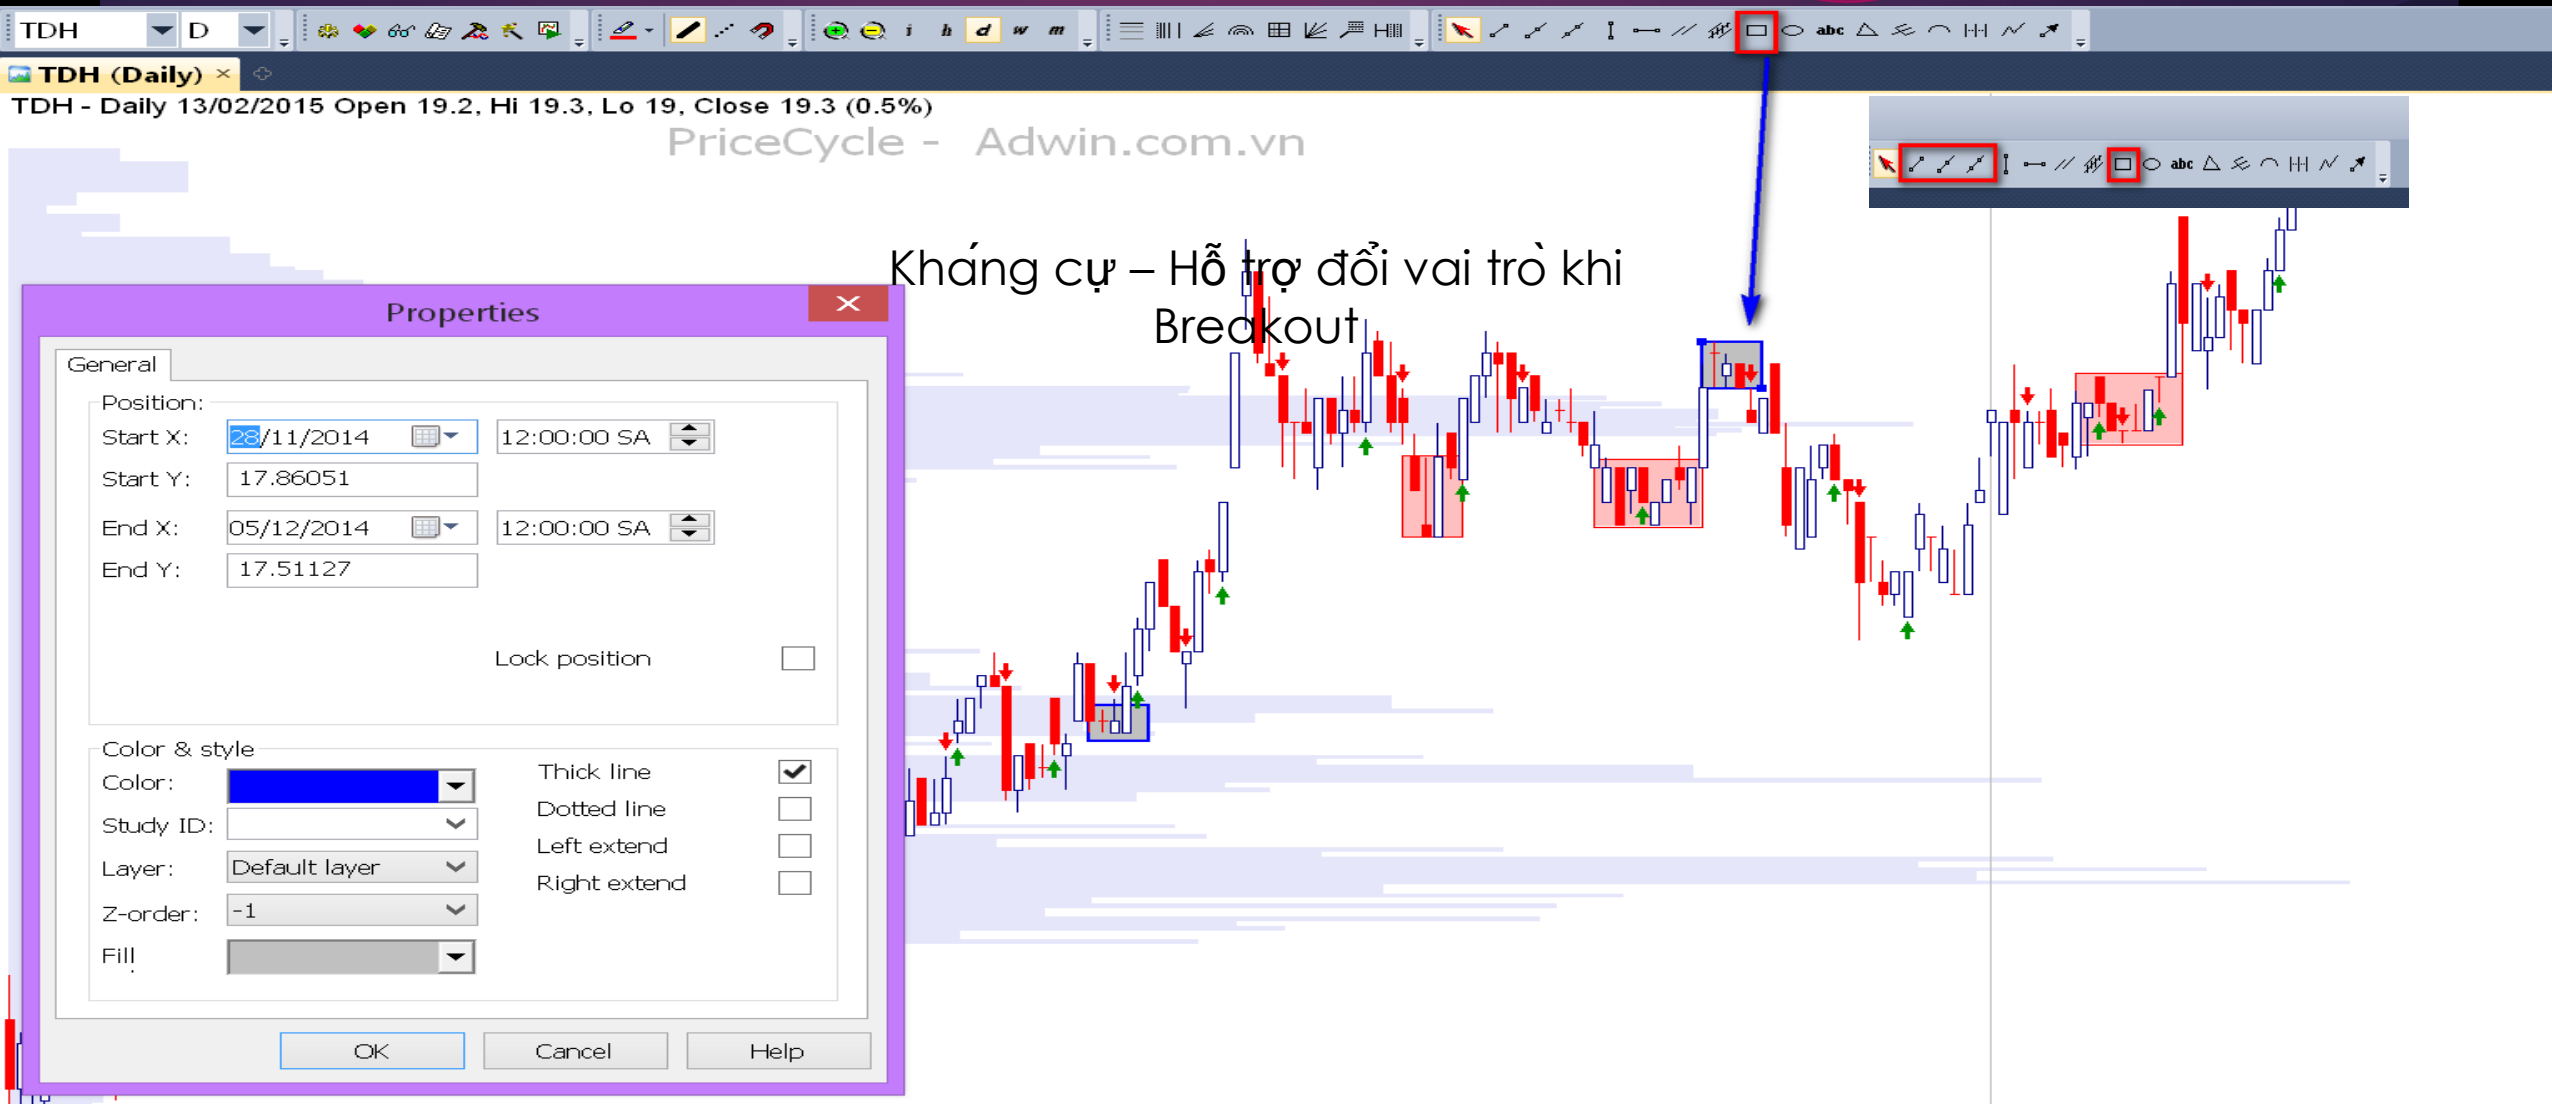 TDH D
i h d w m
abc
TDH (Daily) ×
TDH - Daily 13/02/2015 Open 19.2, Hi 19.3, Lo 19, Close 19.3 (0.5%)
PriceCycle - Adwin.com.vn
abc
Kháng cự – Hỗ trợ đổi vai trò khi
Breakout
Properties
General
Position:
Start X: 28/11/2014 12:00:00 SA
Start Y: 17.86051
End X: 05/12/2014 12:00:00 SA
End Y: 17.51127
Lock position
Color & style
Color:
Thick line
Study ID:
Dotted line
Left extend
Layer: Default layer
Right extend
Z-order: -1
Fill
OK Cancel Help